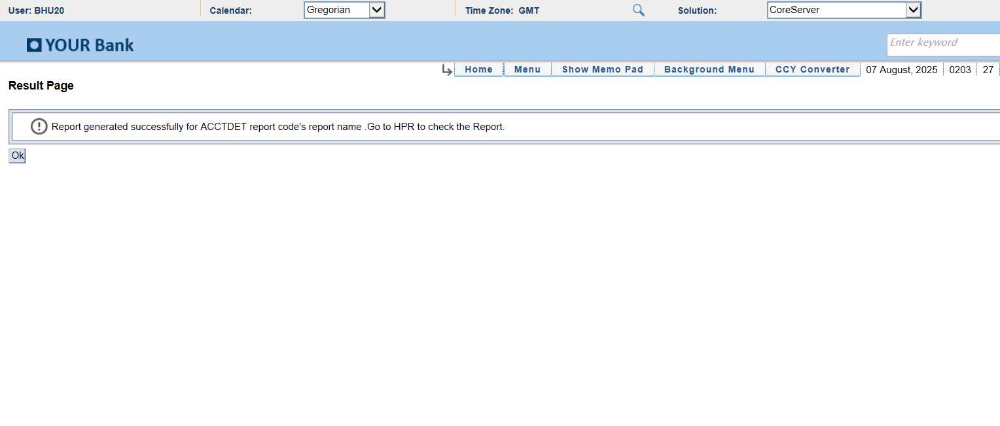 User: BHU20 Calendar: Gregorian Time Zone: GMT Solution: CoreServer
YOUR Bank Enter keyword
Home Menu Show Memo Pad Background Menu CCY Converter 07 August, 2025 0203 27
Result Page
Report generated successfully for ACCTDET report code's report name .Go to HPR to check the Report.
Ok